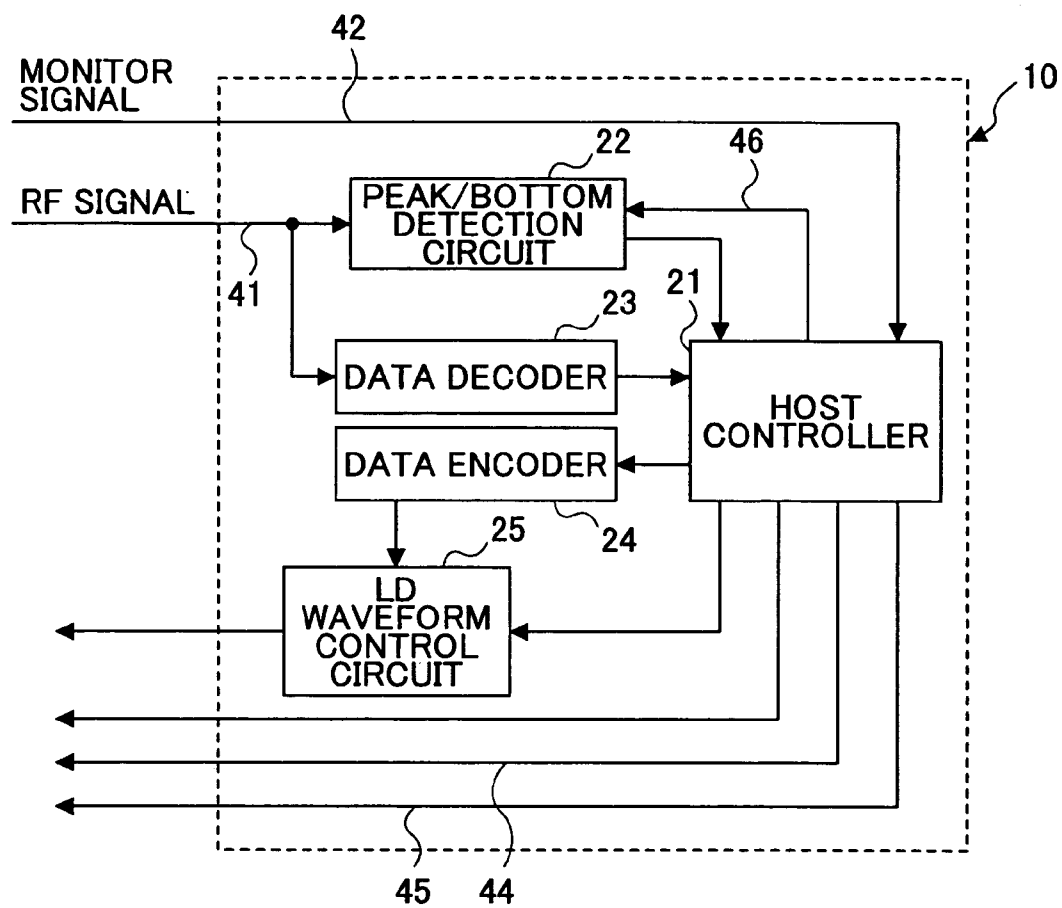 42
MONITOR
SIGNAL
10
22
46
RF SIGNAL
PEAK/BOTTOM
DETECTION
CIRCUIT
41
21
23
DATA DECODER
HOST
CONTROLLER
DATA ENCODER
24
25
LD
WAVEFORM
CONTROL
CIRCUIT
45
44